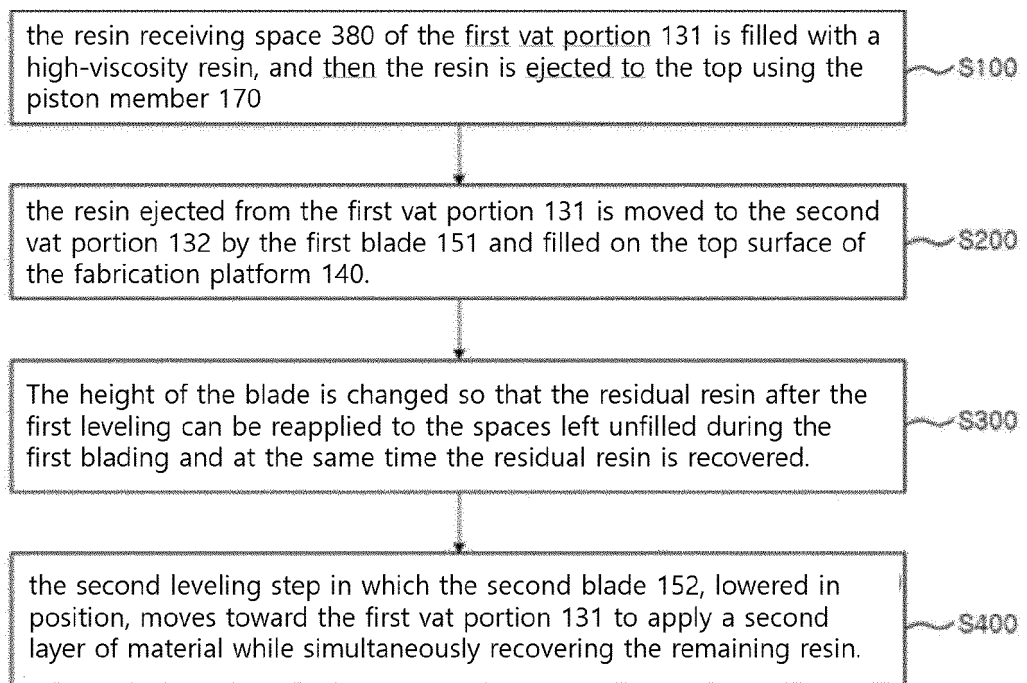 the resin receiving space 380 of the first vat portion 131 is filled with a
high-viscosity resin, and then the resin is ejected to the top using the
piston member 170
S100
the resin ejected from the first vat portion 131 is moved to the second
vat portion 132 by the first blade 151 and filled on the top surface of
the fabrication platform 140.
S200
The height of the blade is changed so that the residual resin after the
first leveling can be reapplied to the spaces left unfilled during the
first blading and at the same time the residual resin is recovered.
S300
the second leveling step in which the second blade 152, lowered in
position, moves toward the first vat portion 131 to apply a second
layer of material while simultaneously recovering the remaining resin.
S400